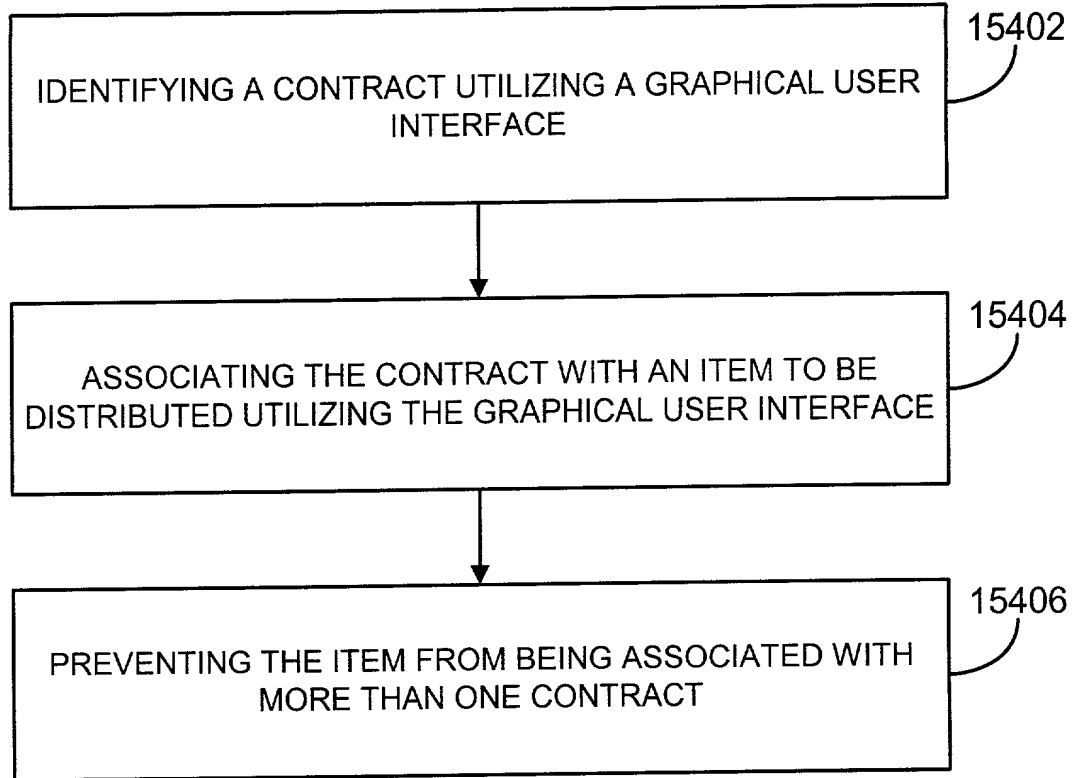 15402
IDENTIFYING A CONTRACT UTILIZING A GRAPHICAL USER
INTERFACE
15404
ASSOCIATING THE CONTRACT WITH AN ITEM TO BE
DISTRIBUTED UTILIZING THE GRAPHICAL USER INTERFACE
15406
PREVENTING THE ITEM FROM BEING ASSOCIATED WITH
MORE THAN ONE CONTRACT